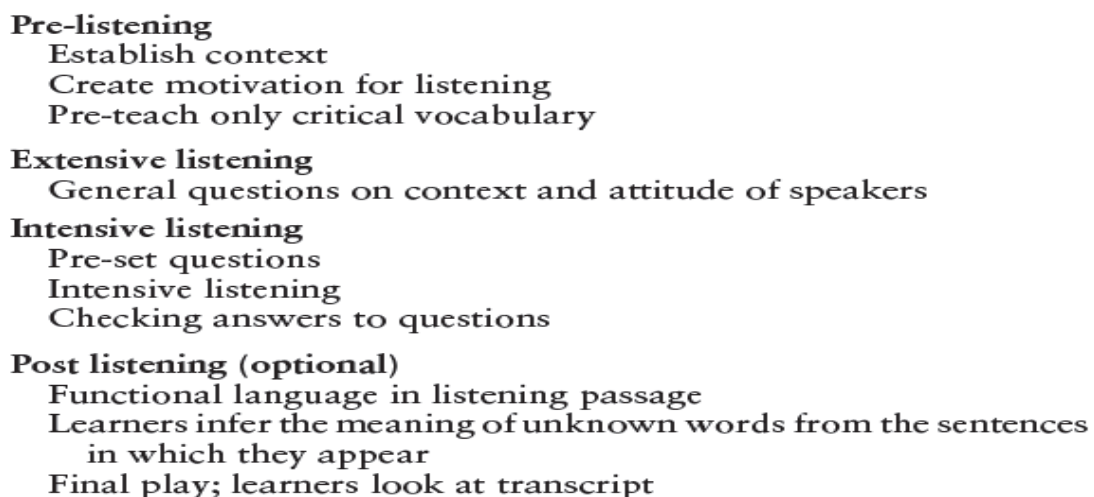 Pre-listening
Establish context
Create motivation for listening
Pre-teach only critical vocabulary
Extensive listening
General questions on context and attitude of speakers
Intensive listening
Pre-set questions
Intensive listening
Checking answers to questions
Post listening (optional)
Functional language in listening passage
Learners infer the meaning of unknown words from the sentences
in which they appear
Final play; learners look at transcript